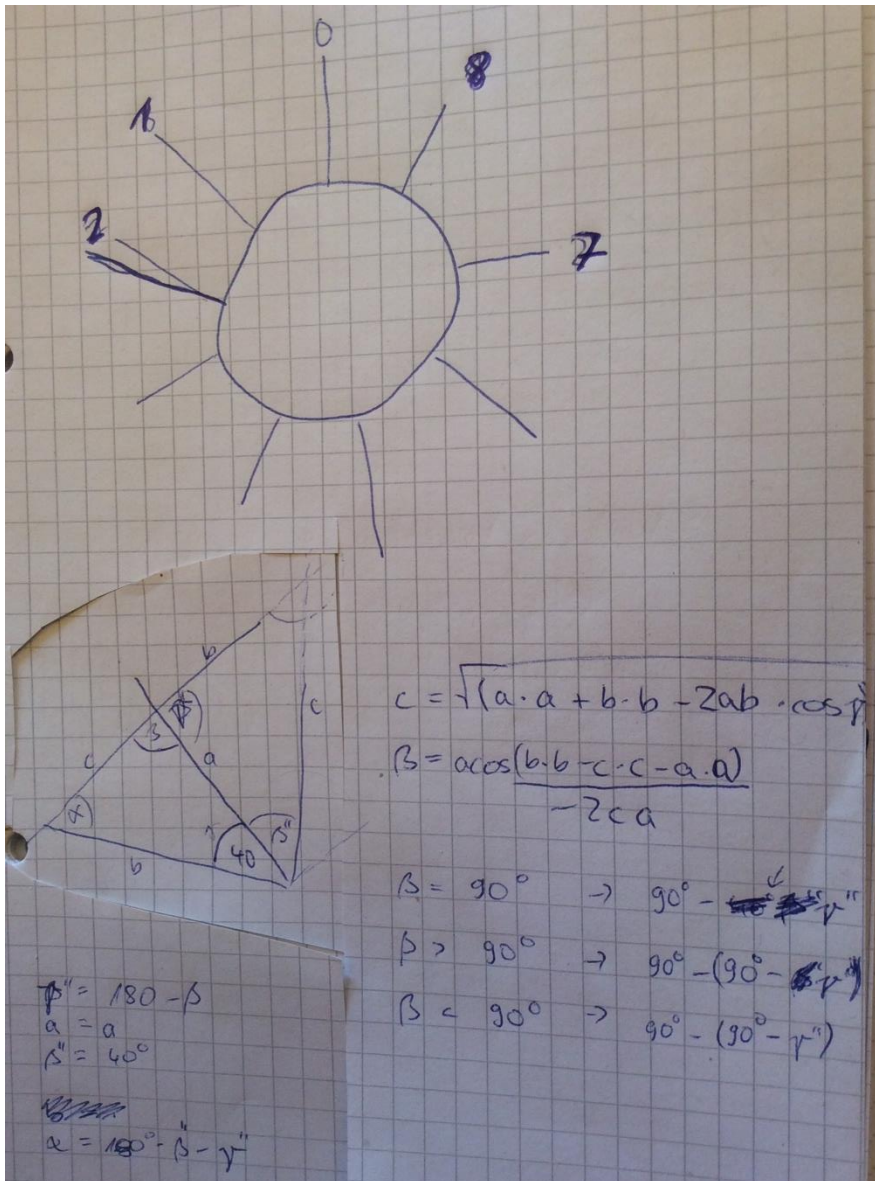 0
8
1
2
7
b
c
β
a
c
α
b
γ
40
β"
c = √(a·a + b·b - 2ab · cos γ
β = acos(b·b-c·c-a·a)
-2ca
β = 90° → 90° - γ"
β > 90° → 90° - (90° - γ")
β < 90° → 90° - (90° - γ")
γ" = 180 - β
a = a
β" = 40°
α = 180° - β" - γ"